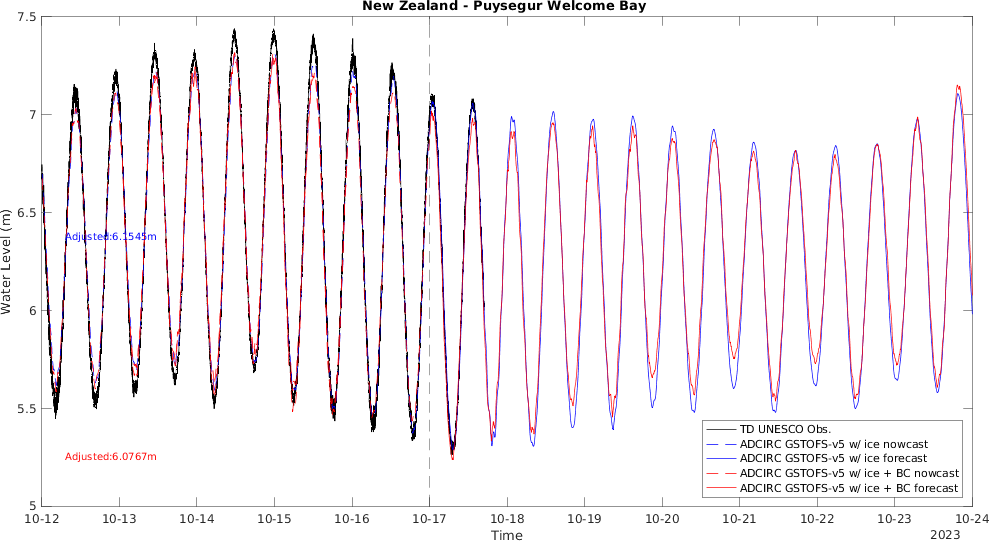 New Zealand - Puysegur Welcome Bay
7.5
7
6.5
6
5.5
5
Water Level (m)
Adjusted:6.1545m
Adjusted:6.0767m
TD UNESCO Obs.
ADCIRC GSTOFS-v5 w/ ice nowcast
ADCIRC GSTOFS-v5 w/ ice forecast
ADCIRC GSTOFS-v5 w/ ice + BC nowcast
ADCIRC GSTOFS-v5 w/ ice + BC forecast
10-12 10-13 10-14 10-15 10-16 10-17 10-18 10-19 10-20 10-21 10-22 10-23 10-24
Time
2023